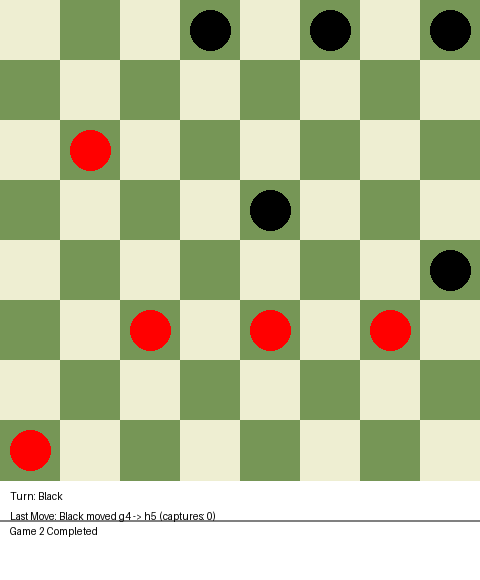 Turn: Black
Last Move: Black moved g4 -> h5 (captures: 0)
Game 2 Completed